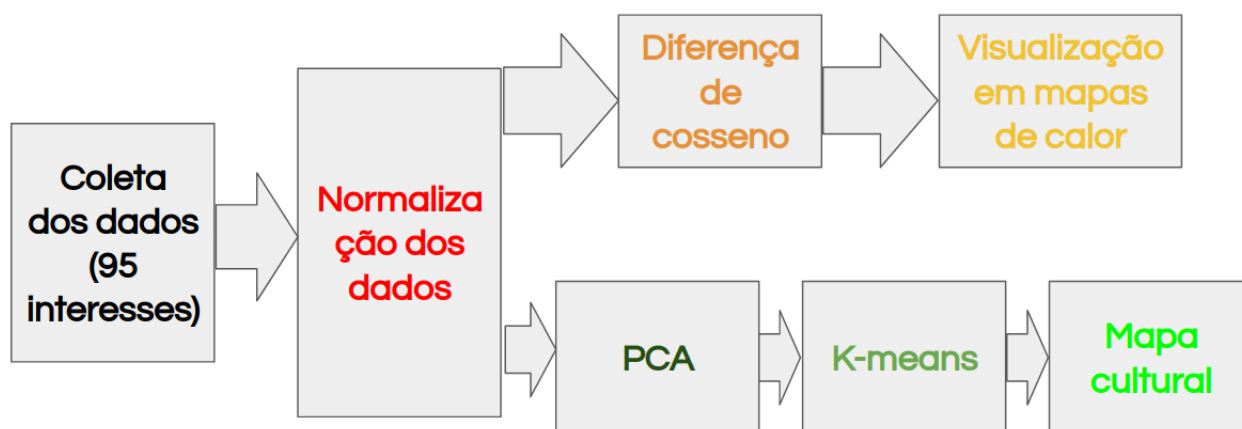 Coleta
dos dados
(95
interesses)
Normaliza
ção dos
dados
Diferença
de
cosseno
Visualização
em mapas
de calor
PCA
K-means
Mapa
cultural